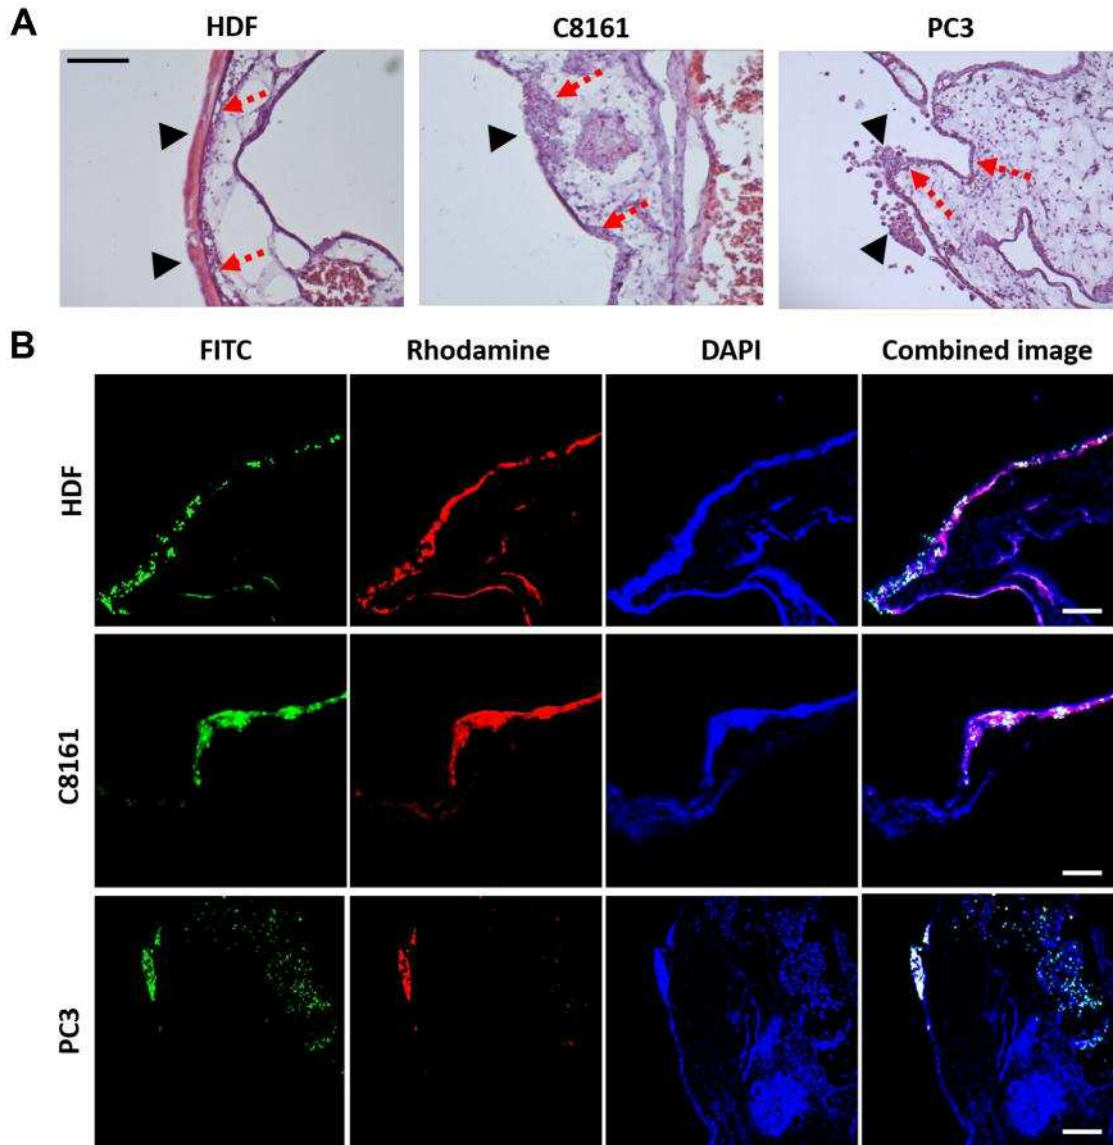 A
HDF C8161 PC3
B
FITC Rhodamine DAPI Combined image
HDF
C8161
PC3